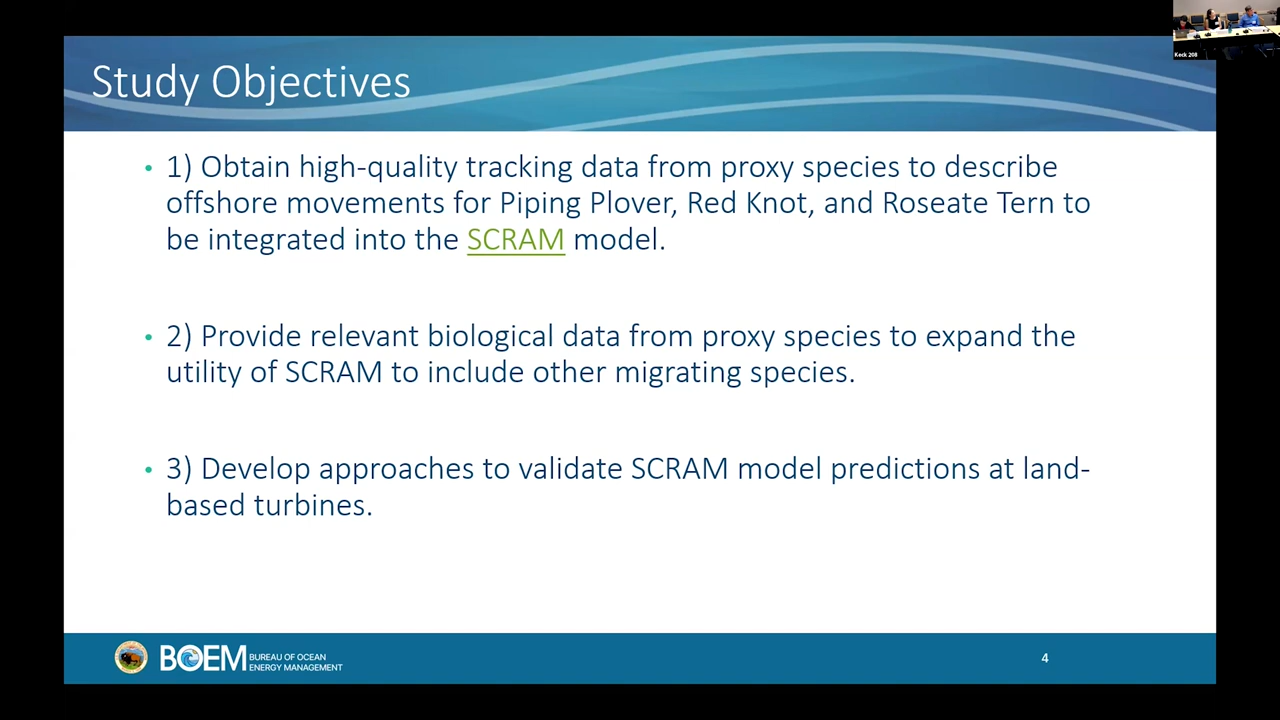 Study Objectives
• 1) Obtain high-quality tracking data from proxy species to describe
offshore movements for Piping Plover, Red Knot, and Roseate Tern to
be integrated into the SCRAM model.
• 2) Provide relevant biological data from proxy species to expand the
utility of SCRAM to include other migrating species.
• 3) Develop approaches to validate SCRAM model predictions at land-
based turbines.
BOEM
BUREAU OF OCEAN
ENERGY MANAGEMENT
4
Keck 208